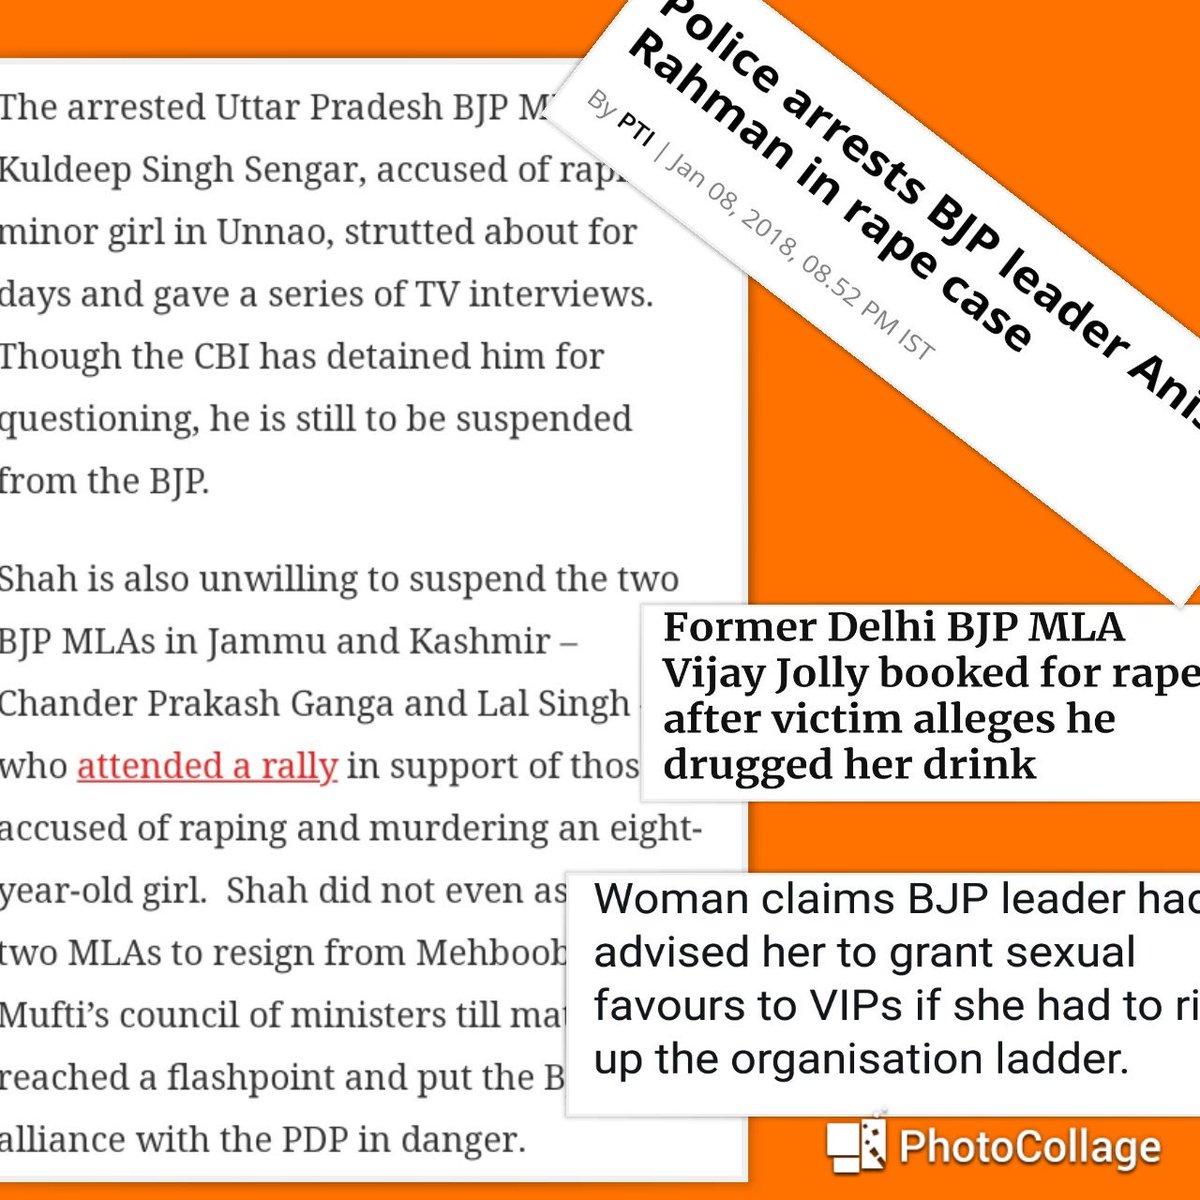 The arrested Uttar Pradesh BJP
Kuldeep Singh Sengar, accused of
minor girl in Unnao, strutted about for
days and gave a series of TV interviews.
Though the CBI has detained him for
questioning, he is still to be suspended
from the BJP.
Shah is also unwilling to suspend the two
BJP MLAs in Jammu and Kashmir –
Chander Prakash Ganga and Lal Singh
who attended a rally in support of
accused of raping and murdering an eight-
year-old girl. Shah did not even
two MLAs to resign from
Mufti's council of ministers till
reached a flashpoint and put the
alliance with the PDP in danger.
Police arrests BJP leader
Rahman in rape case
By PTI | Jan 08, 2018, 08.52 PM IST
Former Delhi BJP MLA
Vijay Jolly booked for rape
after victim alleges he
drugged her drink
Woman claims BJP leader
advised her to grant sexual
favours to VIPs if she had to
up the organisation ladder.
PhotoCollage